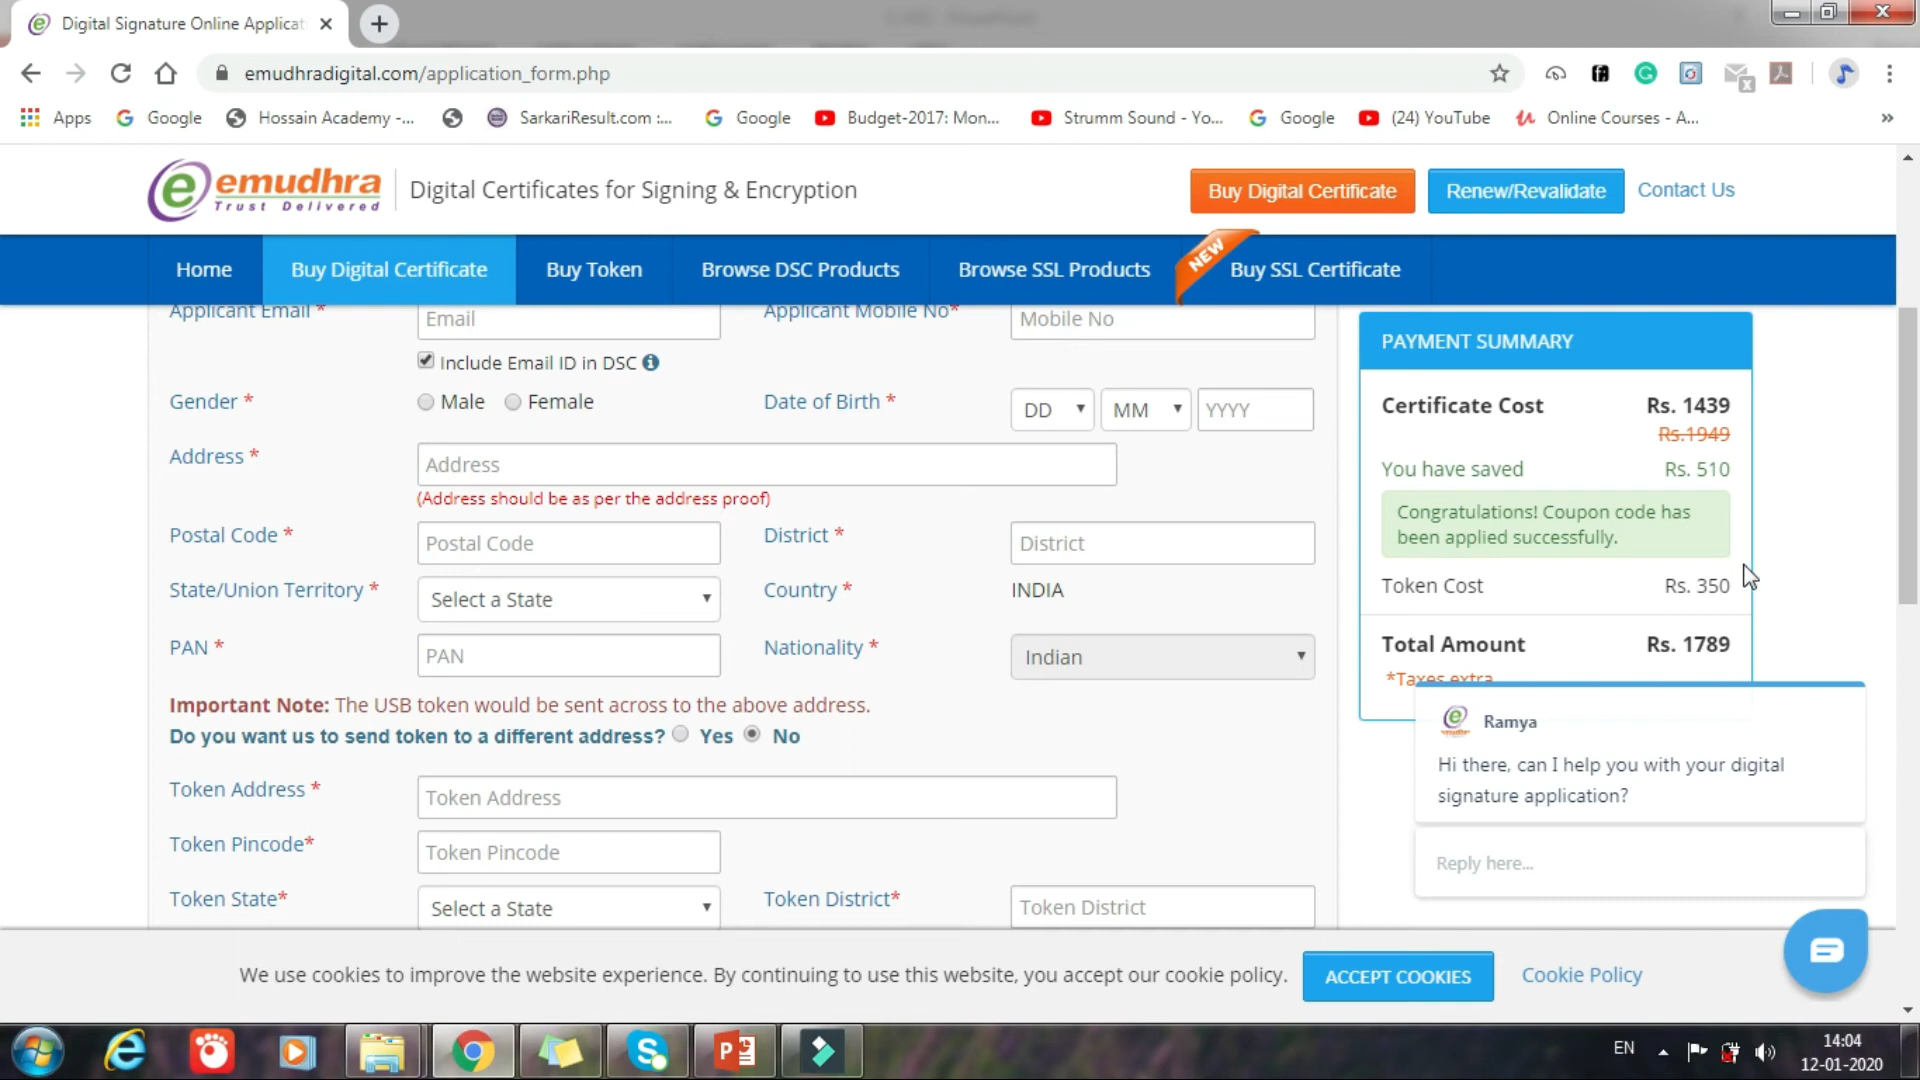 Digital Signature Online Applicat
emudhradigital.com/application_form.php
Apps Google Hossain Academy -... SarkariResult.com :... Google Budget-2017: Mon... Strumm Sound - Yo... Google (24) YouTube Online Courses - A... »
emudhra
Trust Delivered
Digital Certificates for Signing & Encryption
Buy Digital Certificate Renew/Revalidate Contact Us
Home Buy Digital Certificate Buy Token Browse DSC Products Browse SSL Products NEW Buy SSL Certificate
Applicant Email * Email Applicant Mobile No* Mobile No
Include Email ID in DSC
Gender * Male Female Date of Birth * DD MM YYYY
Address * Address
(Address should be as per the address proof)
Postal Code * Postal Code District * District
State/Union Territory * Select a State Country * INDIA
PAN * PAN Nationality * Indian
Important Note: The USB token would be sent across to the above address.
Do you want us to send token to a different address? Yes No
Token Address * Token Address
Token Pincode* Token Pincode
Token State* Select a State Token District* Token District
PAYMENT SUMMARY
Certificate Cost Rs. 1439
Rs.1949
You have saved Rs. 510
Congratulations! Coupon code has
been applied successfully.
Token Cost Rs. 350
Total Amount Rs. 1789
*Taxes extra
Ramya
Hi there, can I help you with your digital
signature application?
Reply here...
We use cookies to improve the website experience. By continuing to use this website, you accept our cookie policy. ACCEPT COOKIES Cookie Policy
EN
14:04
12-01-2020